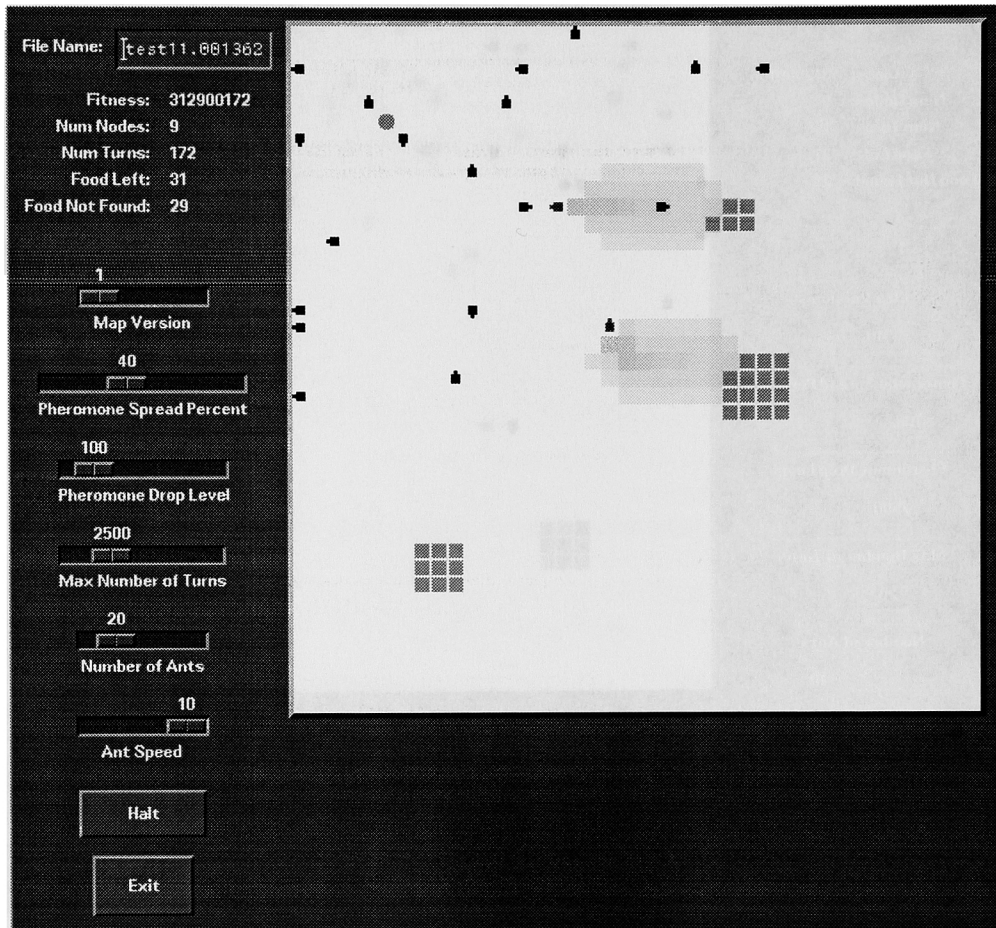 File Name: test11.001362
Fitness: 312900172
Num Nodes: 9
Num Turns: 172
Food Left: 31
Food Not Found: 29
1
Map Version
40
Pheromone Spread Percent
100
Pheromone Drop Level
2500
Max Number of Turns
20
Number of Ants
10
Ant Speed
Halt
Exit